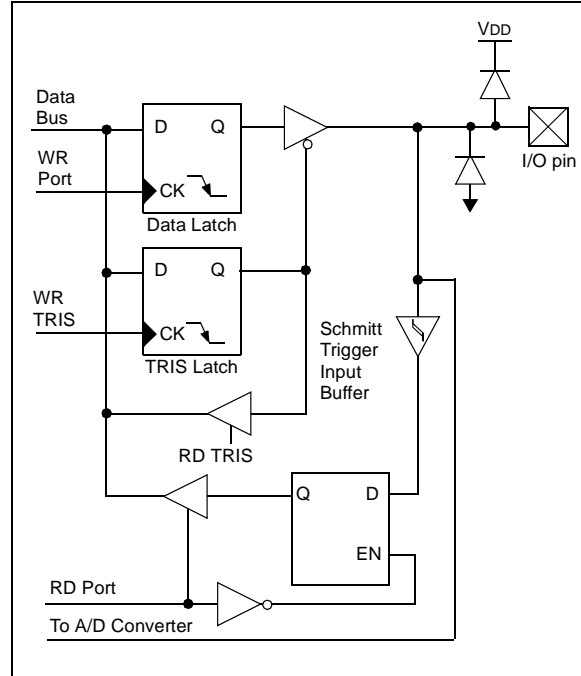 VDD
Data
Bus
D
Q
WR
Port
CK
I/O pin
Data Latch
D
Q
WR
TRIS
CK
TRIS Latch
Schmitt
Trigger
Input
Buffer
RD TRIS
Q
D
EN
RD Port
To A/D Converter